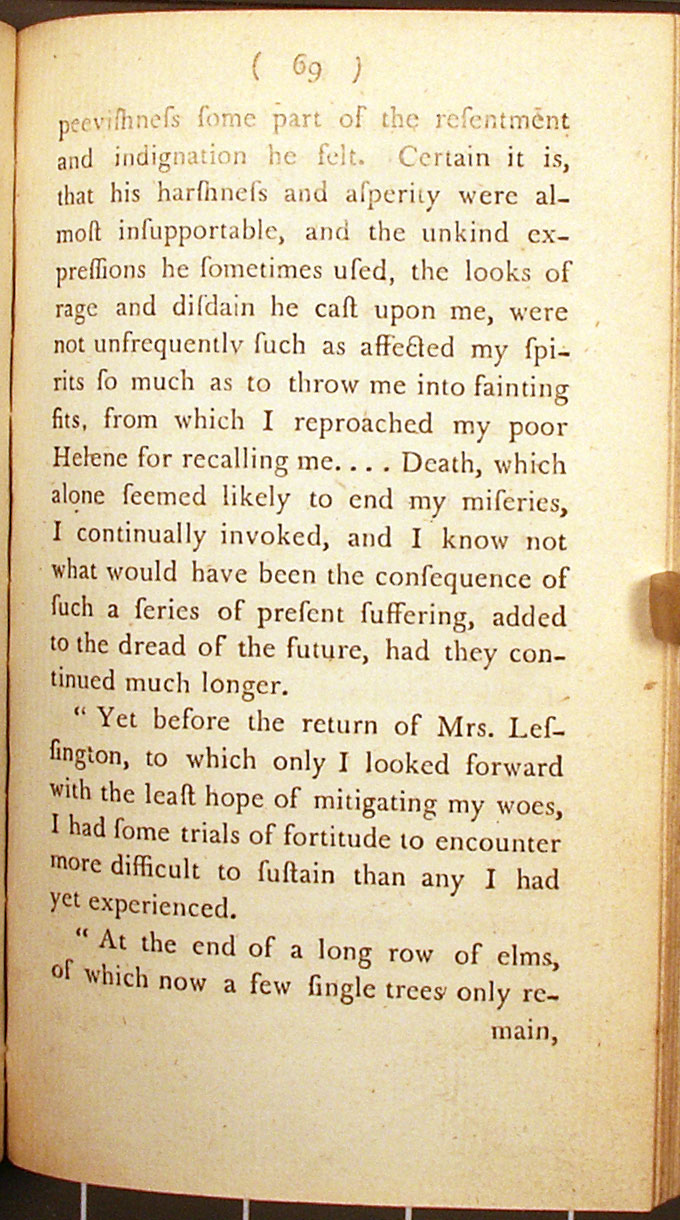 ( 69 )
peeviſhneſs ſome part of the reſentment
and indignation he felt. Certain it is,
that his harſhneſs and aſperity were al-
moſt inſupportable, and the unkind ex-
preſſions he ſometimes uſed, the looks of
rage and diſdain he caſt upon me, were
not unfrequently ſuch as affected my ſpi-
rits ſo much as to throw me into fainting
fits, from which I reproached my poor
Helene for recalling me.... Death, which
alone ſeemed likely to end my miſeries,
I continually invoked, and I know not
what would have been the conſequence of
ſuch a ſeries of preſent ſuffering, added
to the dread of the future, had they con-
tinued much longer.
“ Yet before the return of Mrs. Leſ-
ſington, to which only I looked forward
with the leaſt hope of mitigating my woes,
I had ſome trials of fortitude to encounter
more difficult to ſuſtain than any I had
yet experienced.
“ At the end of a long row of elms,
of which now a few ſingle trees only re-
main,